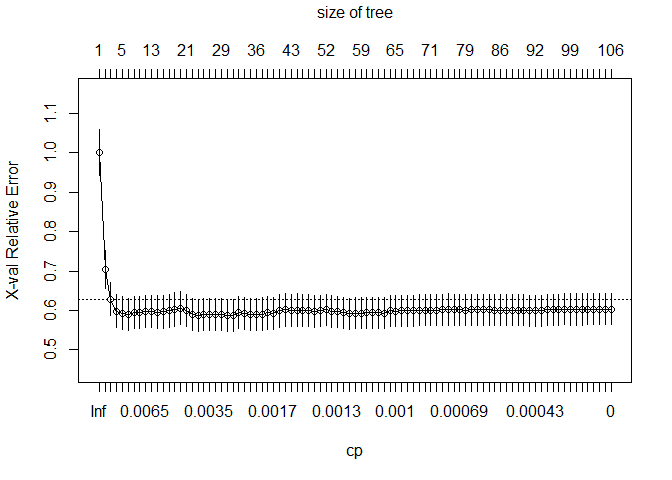 size of tree
1 5 13 21 29 36 43 52 59 65 71 79 86 92 99 106
X-val Relative Error
1.1
1.0
0.9
0.8
0.7
0.6
0.5
Inf 0.0065 0.0035 0.0017 0.0013 0.001 0.00069 0.00043 0
cp